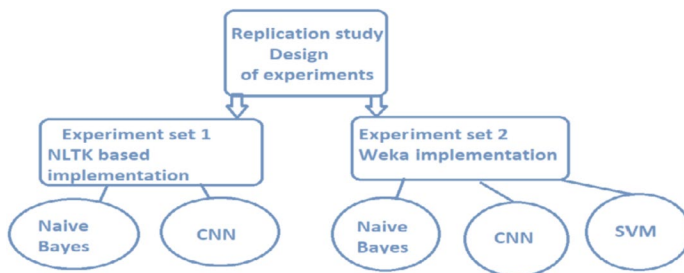 Replication study
Design
of experiments
Experiment set 1
NLTK based
implementation
Experiment set 2
Weka implementation
Naive
Bayes
CNN
Naive
Bayes
CNN
SVM